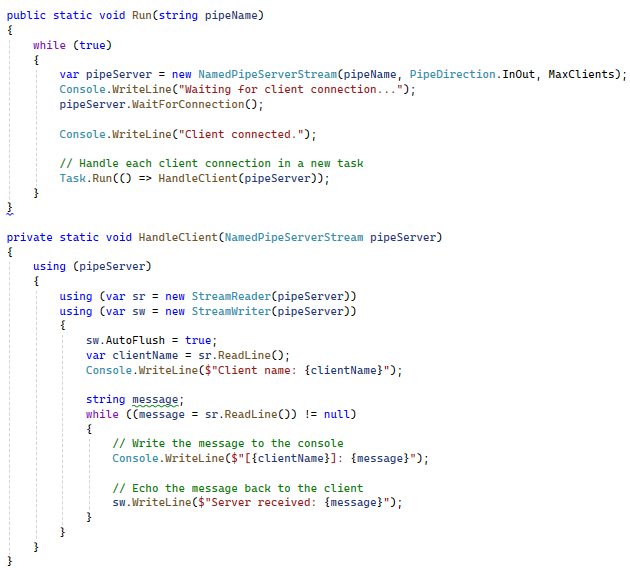 public static void Run(string pipeName)
{
    while (true)
    {
        var pipeServer = new NamedPipeServerStream(pipeName, PipeDirection.InOut, MaxClients);
        Console.WriteLine("Waiting for client connection...");
        pipeServer.WaitForConnection();

        Console.WriteLine("Client connected.");

        // Handle each client connection in a new task
        Task.Run(() => HandleClient(pipeServer));
    }
}

private static void HandleClient(NamedPipeServerStream pipeServer)
{
    using (pipeServer)
    {
        using (var sr = new StreamReader(pipeServer))
        using (var sw = new StreamWriter(pipeServer))
        {
            sw.AutoFlush = true;
            var clientName = sr.ReadLine();
            Console.WriteLine($"Client name: {clientName}");

            string message;
            while ((message = sr.ReadLine()) != null)
            {
                // Write the message to the console
                Console.WriteLine($"[{clientName}]: {message}");

                // Echo the message back to the client
                sw.WriteLine($"Server received: {message}");
            }
        }
    }
}